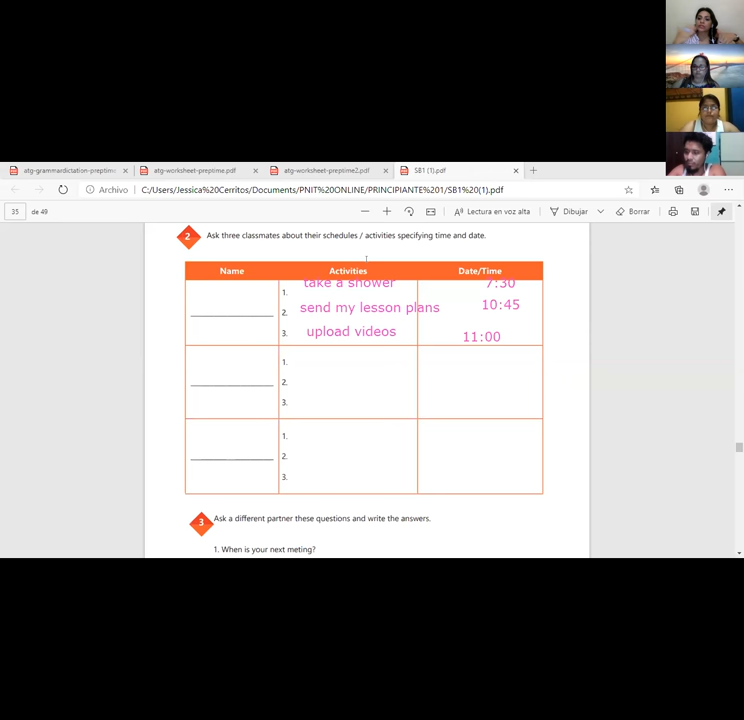 atg-grammardictation-preptime
atg-worksheet-preptime.pdf
atg-worksheet-preptime2.pdf
SB1 (1).pdf
Archivo
C:/Users/Jessica%20Cerritos/Documents/PNIT%20ONLINE/PRINCIPIANTE%201/SB1%20(1).pdf
35 de 49
Lectura en voz alta
Dibujar
Borrar
2 Ask three classmates about their schedules / activities specifying time and date.
Name Activities Date/Time
1. take a shower 7:30
2. send my lesson plans 10:45
3. upload videos 11:00
1.
2.
3.
1.
2.
3.
3 Ask a different partner these questions and write the answers.
1. When is your next meting?